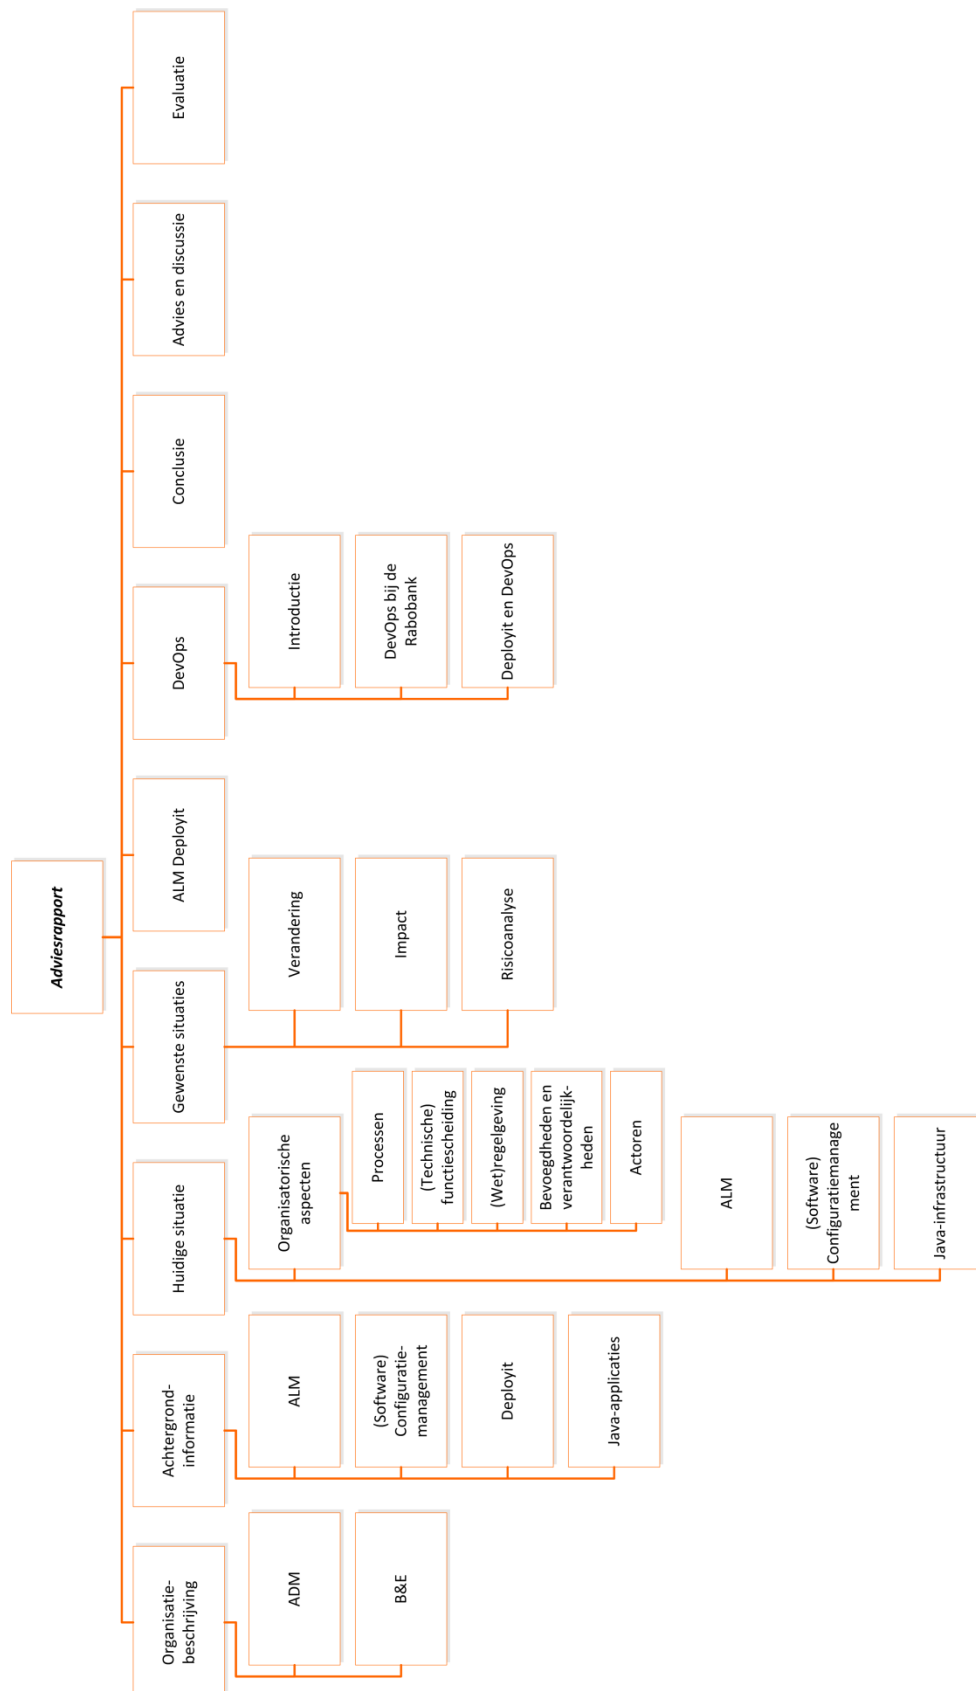 Adviesrapport
Organisatie-
beschrijving
ADM
B&E
Achtergrond-
informatie
ALM
(Software)
Configuratie-
management
Deployit
Java-applicaties
Huidige situatie
Organisatorische
aspecten
Processen
(Technische)
functiescheiding
(Wet)regelgeving
Bevoegdheden en
verantwoordelijk-
heden
Actoren
ALM
(Software)
Configuratiemanage
ment
Java-infrastructuur
Gewenste situaties
Verandering
Impact
Risicoanalyse
ALM Deployit
DevOps
Introductie
DevOps bij de
Rabobank
Deployit en DevOps
Conclusie
Advies en discussie
Evaluatie